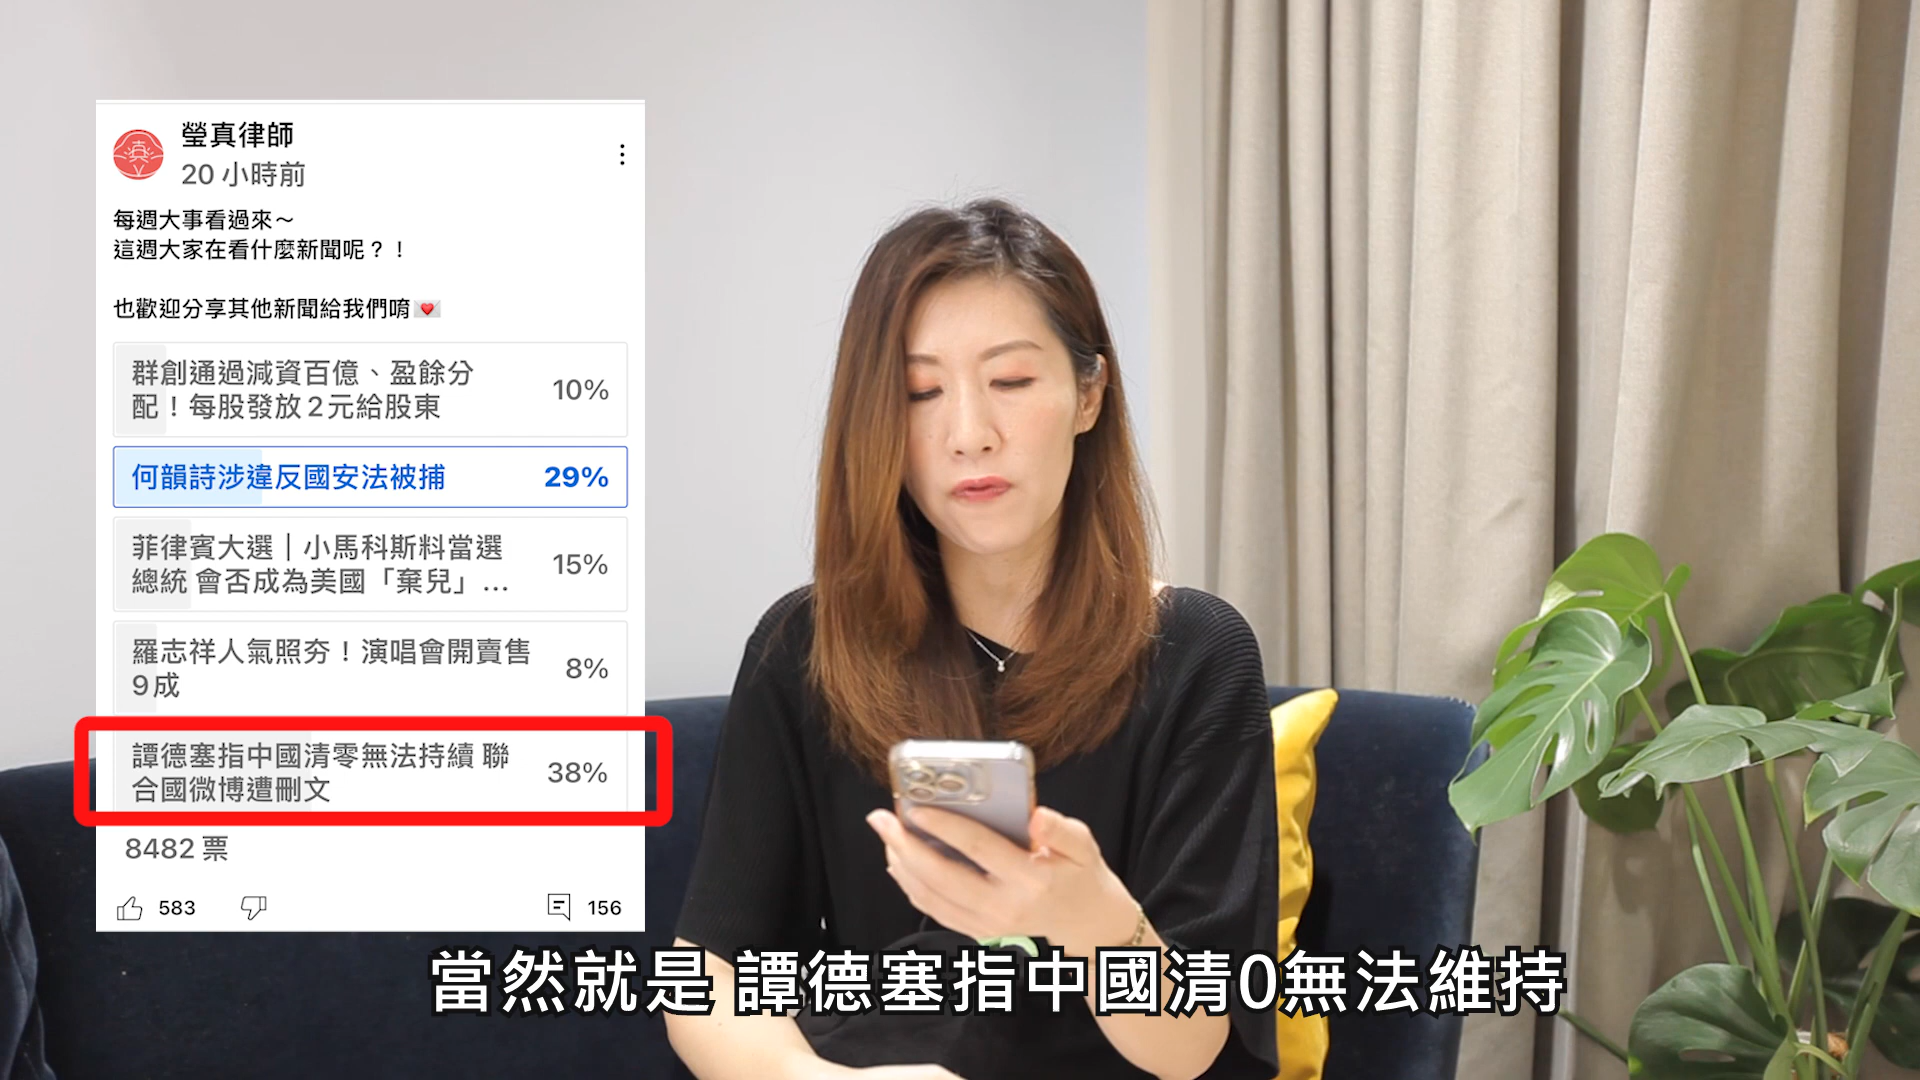 瑩真律師
20 小時前
每週大事看過來～
這週大家在看什麼新聞呢？！
也歡迎分享其他新聞給我們唷💌
群創通過減資百億、盈餘分
配！每股發放2元給股東
10%
何韻詩涉違反國安法被捕
29%
菲律賓大選｜小馬科斯料當選
總統 會否成為美國「棄兒」...
15%
羅志祥人氣照夯！演唱會開賣售
9成
8%
譚德塞指中國清零無法持續 聯
合國微博遭刪文
38%
8482 票
583
156
當然就是 譚德塞指中國清0無法維持